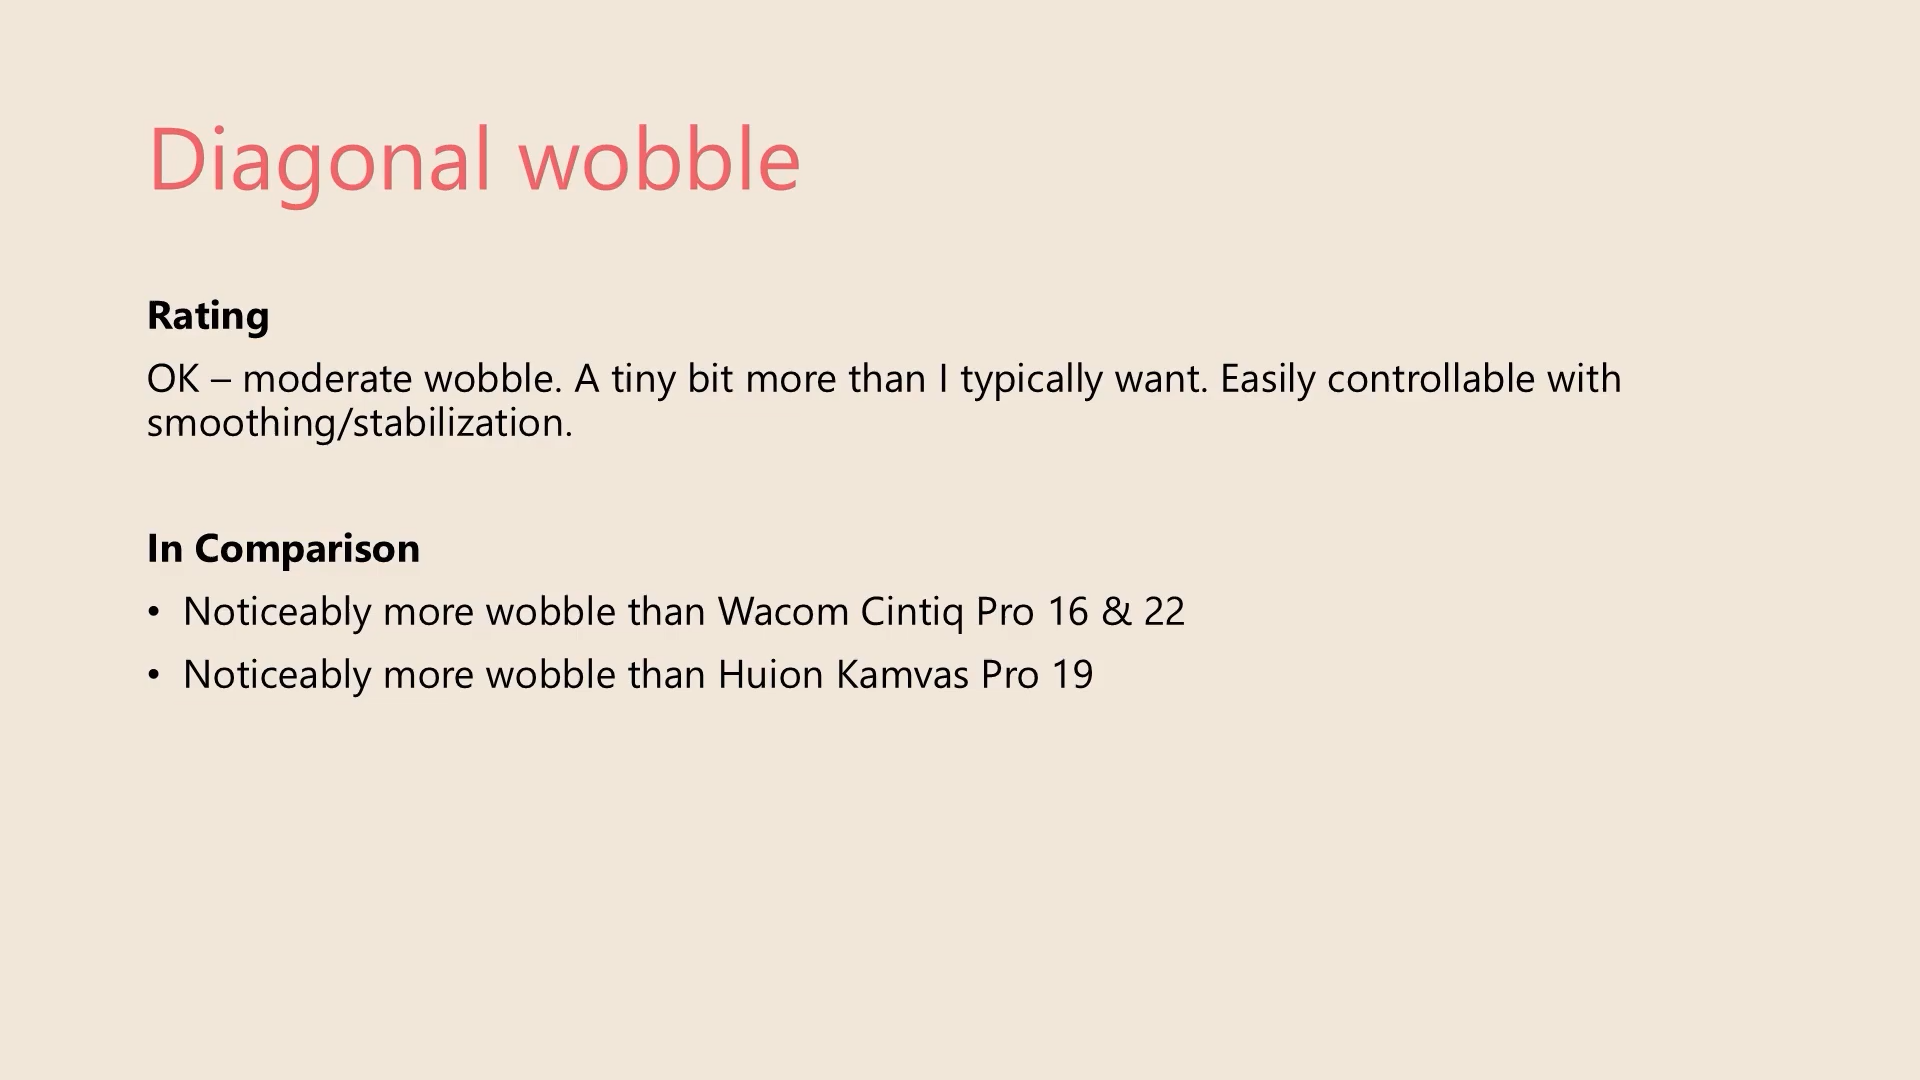 Diagonal wobble
Rating
OK – moderate wobble. A tiny bit more than I typically want. Easily controllable with
smoothing/stabilization.
In Comparison
• Noticeably more wobble than Wacom Cintiq Pro 16 & 22
• Noticeably more wobble than Huion Kamvas Pro 19